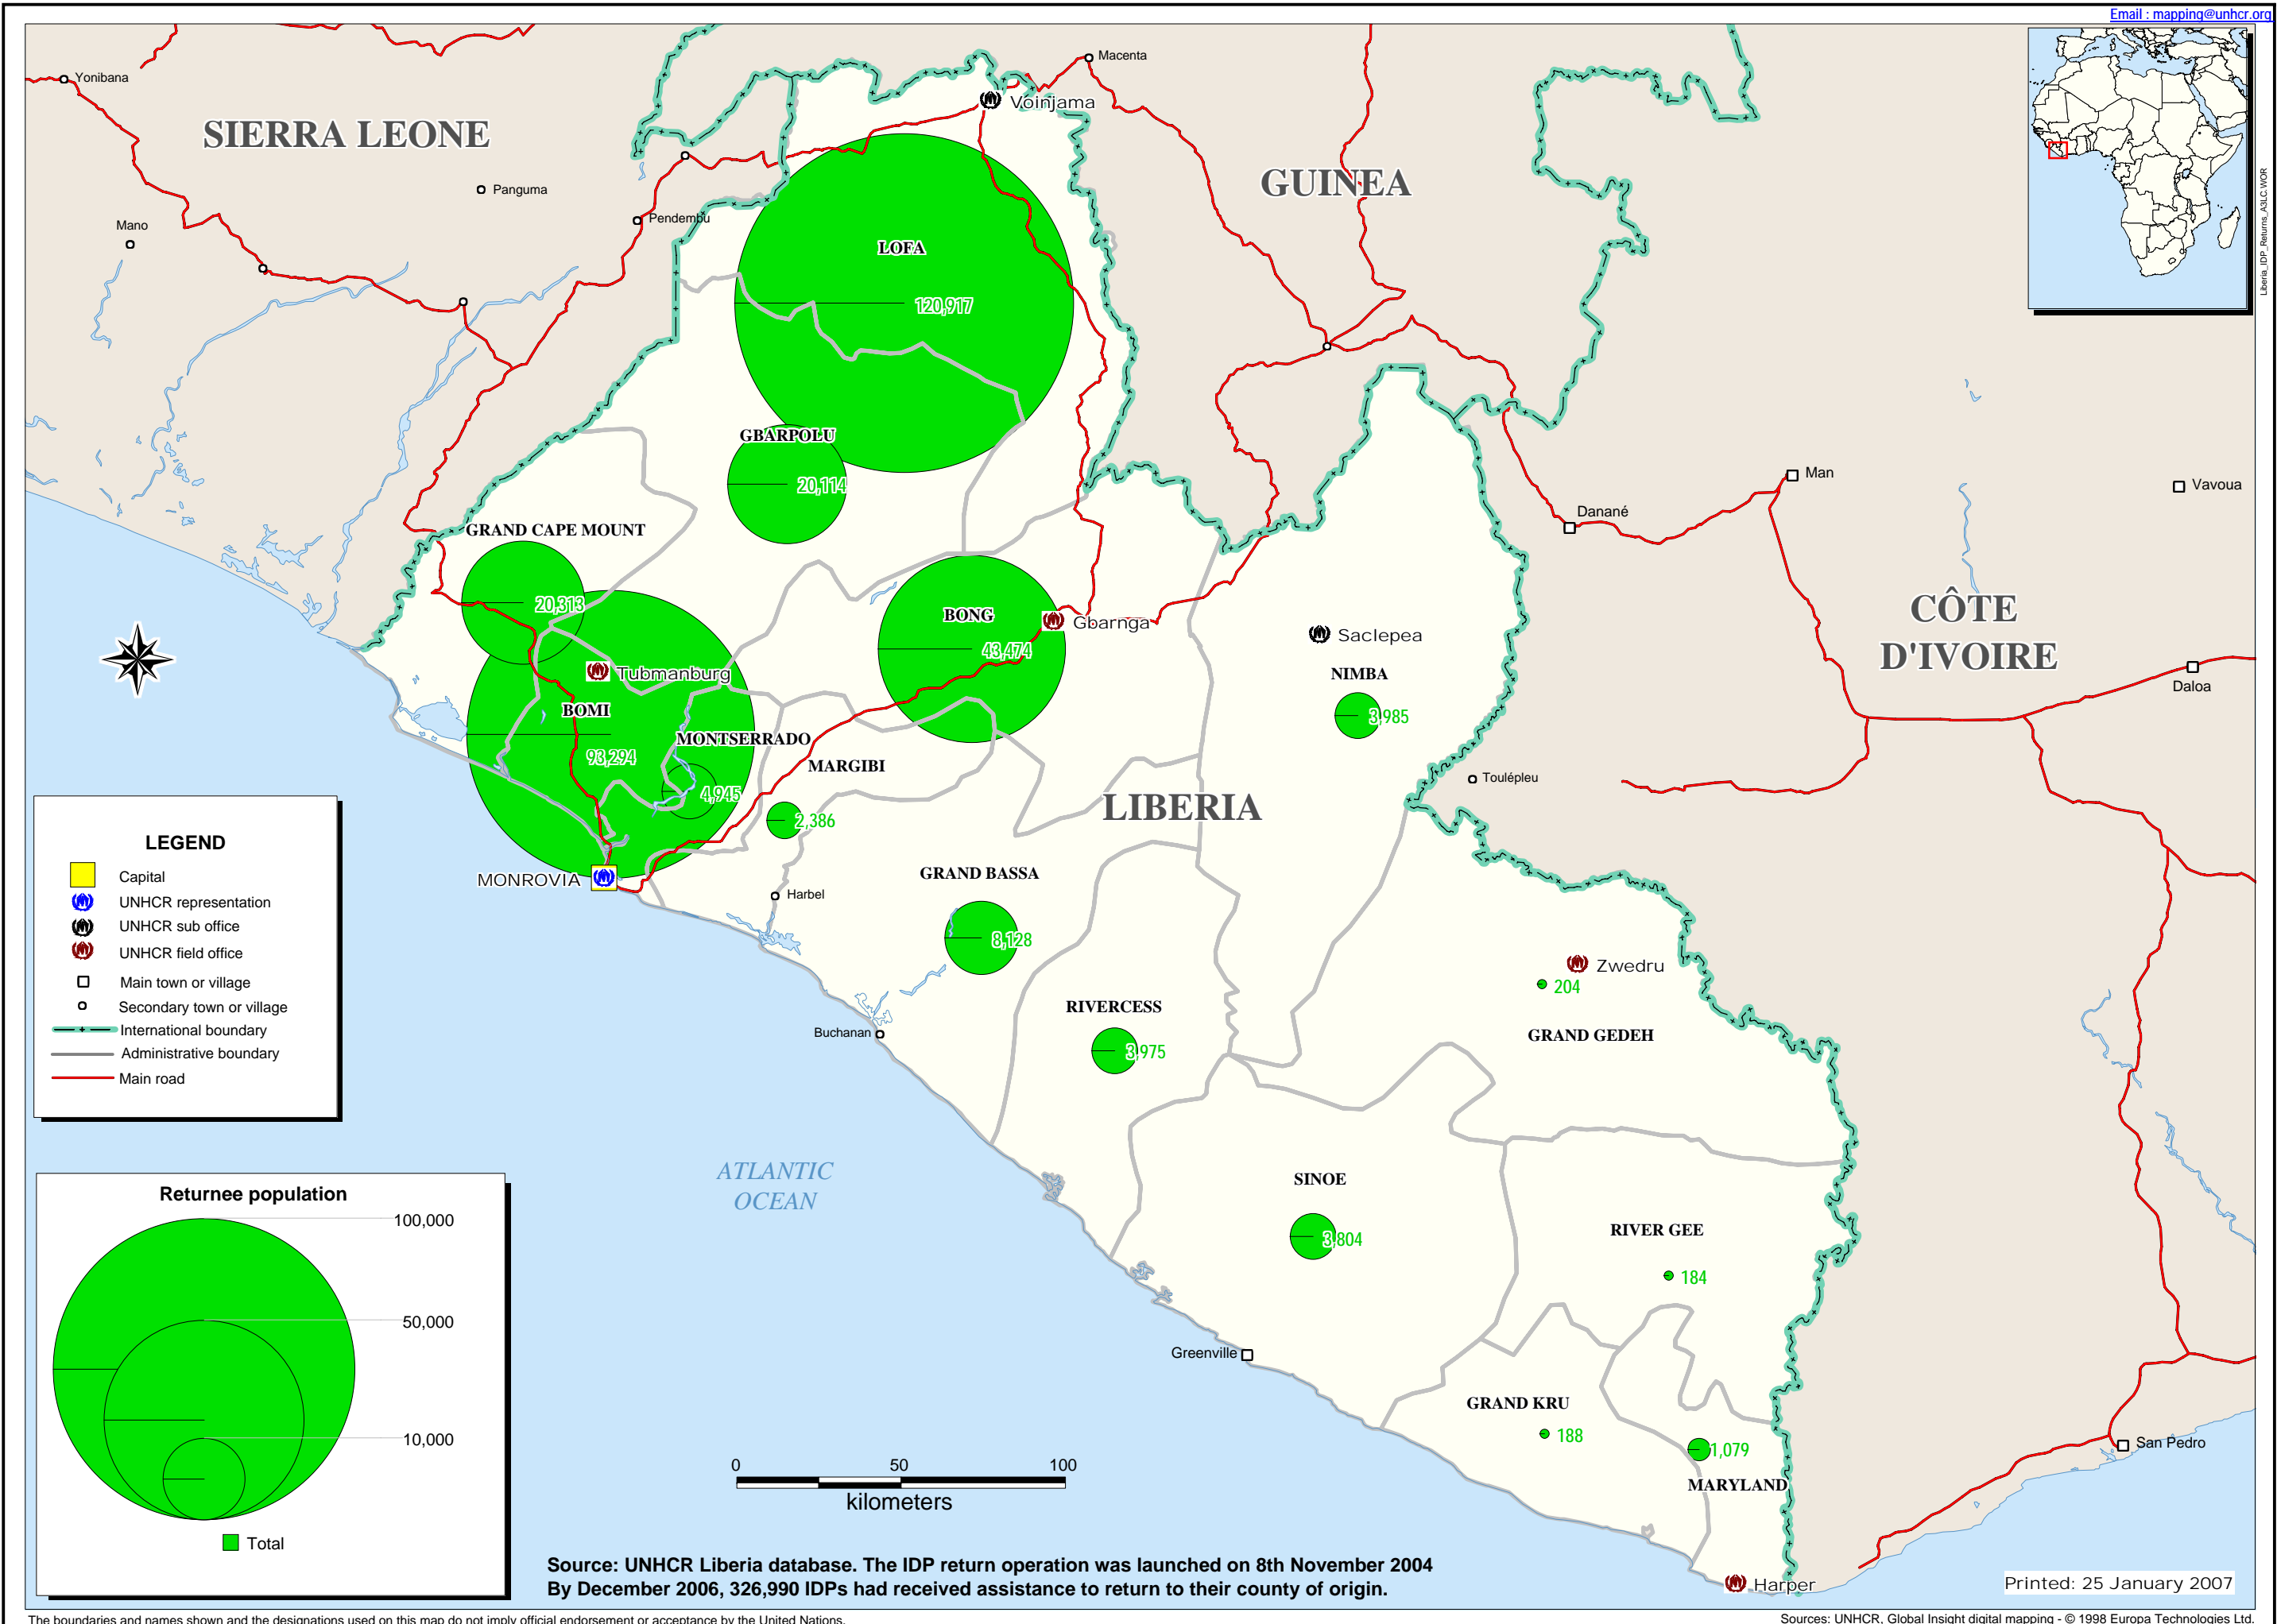 Email : mapping@unhcr.org
Liberia_IDP_Returns_A3LC.WOR
Yonibana
Macenta
Voinjama
SIERRA LEONE
GUINEA
Panguma
Pendembu
Mano
LOFA
120,917
GBARPOLU
20,114
Man
Vavoua
Danané
GRAND CAPE MOUNT
20,313
BONG
Gbarnga
43,474
Saclepea
NIMBA
3,985
CÔTE
D'IVOIRE
Daloa
Tubmanburg
BOMI
93,294
MONTSERRADO
4,945
MARGIBI
2,386
LIBERIA
Toulépleu
MONROVIA
Harbel
GRAND BASSA
8,128
Zwedru
204
GRAND GEDEH
RIVERCESS
3,975
Buchanan
LEGEND
Capital
UNHCR representation
UNHCR sub office
UNHCR field office
Main town or village
Secondary town or village
International boundary
Administrative boundary
Main road
ATLANTIC
OCEAN
SINOE
3,804
RIVER GEE
184
Greenville
GRAND KRU
188
1,079
MARYLAND
San Pedro
Harper
Returnee population
100,000
50,000
10,000
Total
0 50 100
kilometers
Source: UNHCR Liberia database. The IDP return operation was launched on 8th November 2004
By December 2006, 326,990 IDPs had received assistance to return to their county of origin.
Printed: 25 January 2007
The boundaries and names shown and the designations used on this map do not imply official endorsement or acceptance by the United Nations.
Sources: UNHCR, Global Insight digital mapping - © 1998 Europa Technologies Ltd.